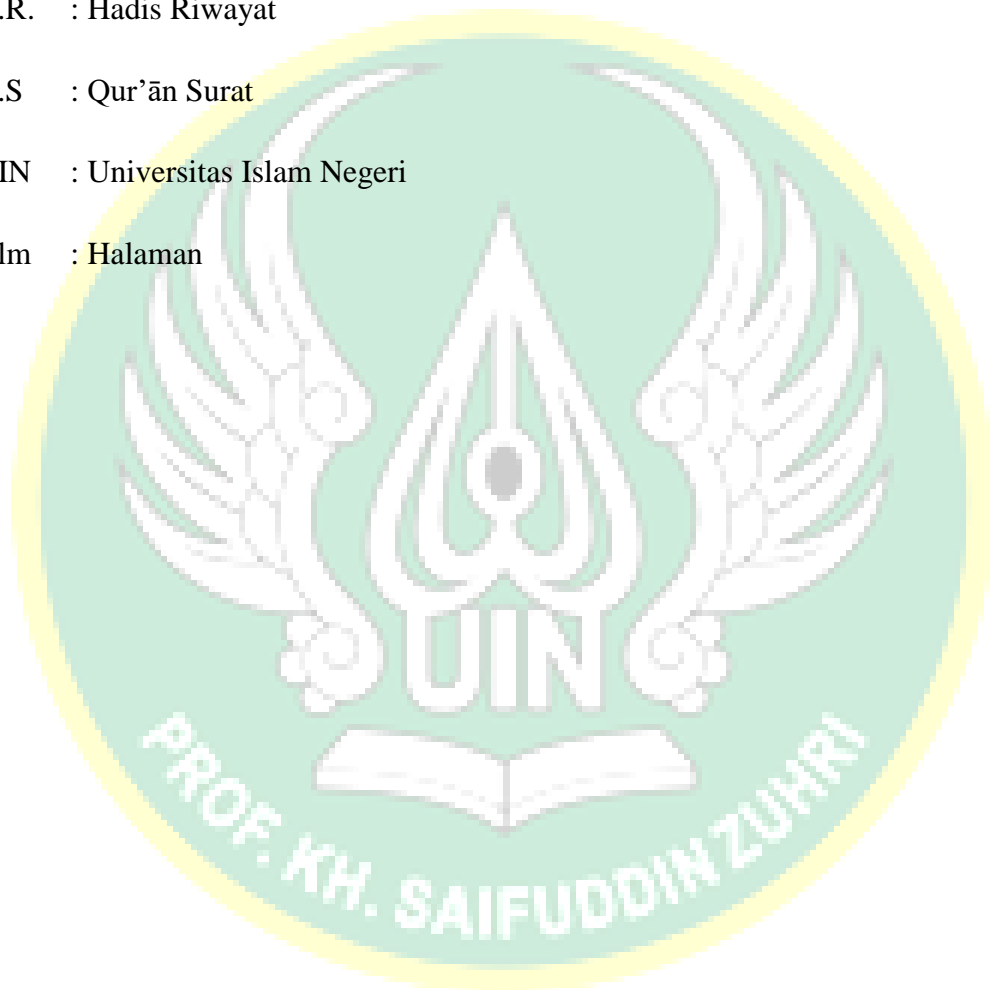 .R. : Hadis Riwayat
.S : Qur’ān Surat
IN : Universitas Islam Negeri
lm : Halaman
UIN
PROF. KH. SAIFUDDIN ZUHRI